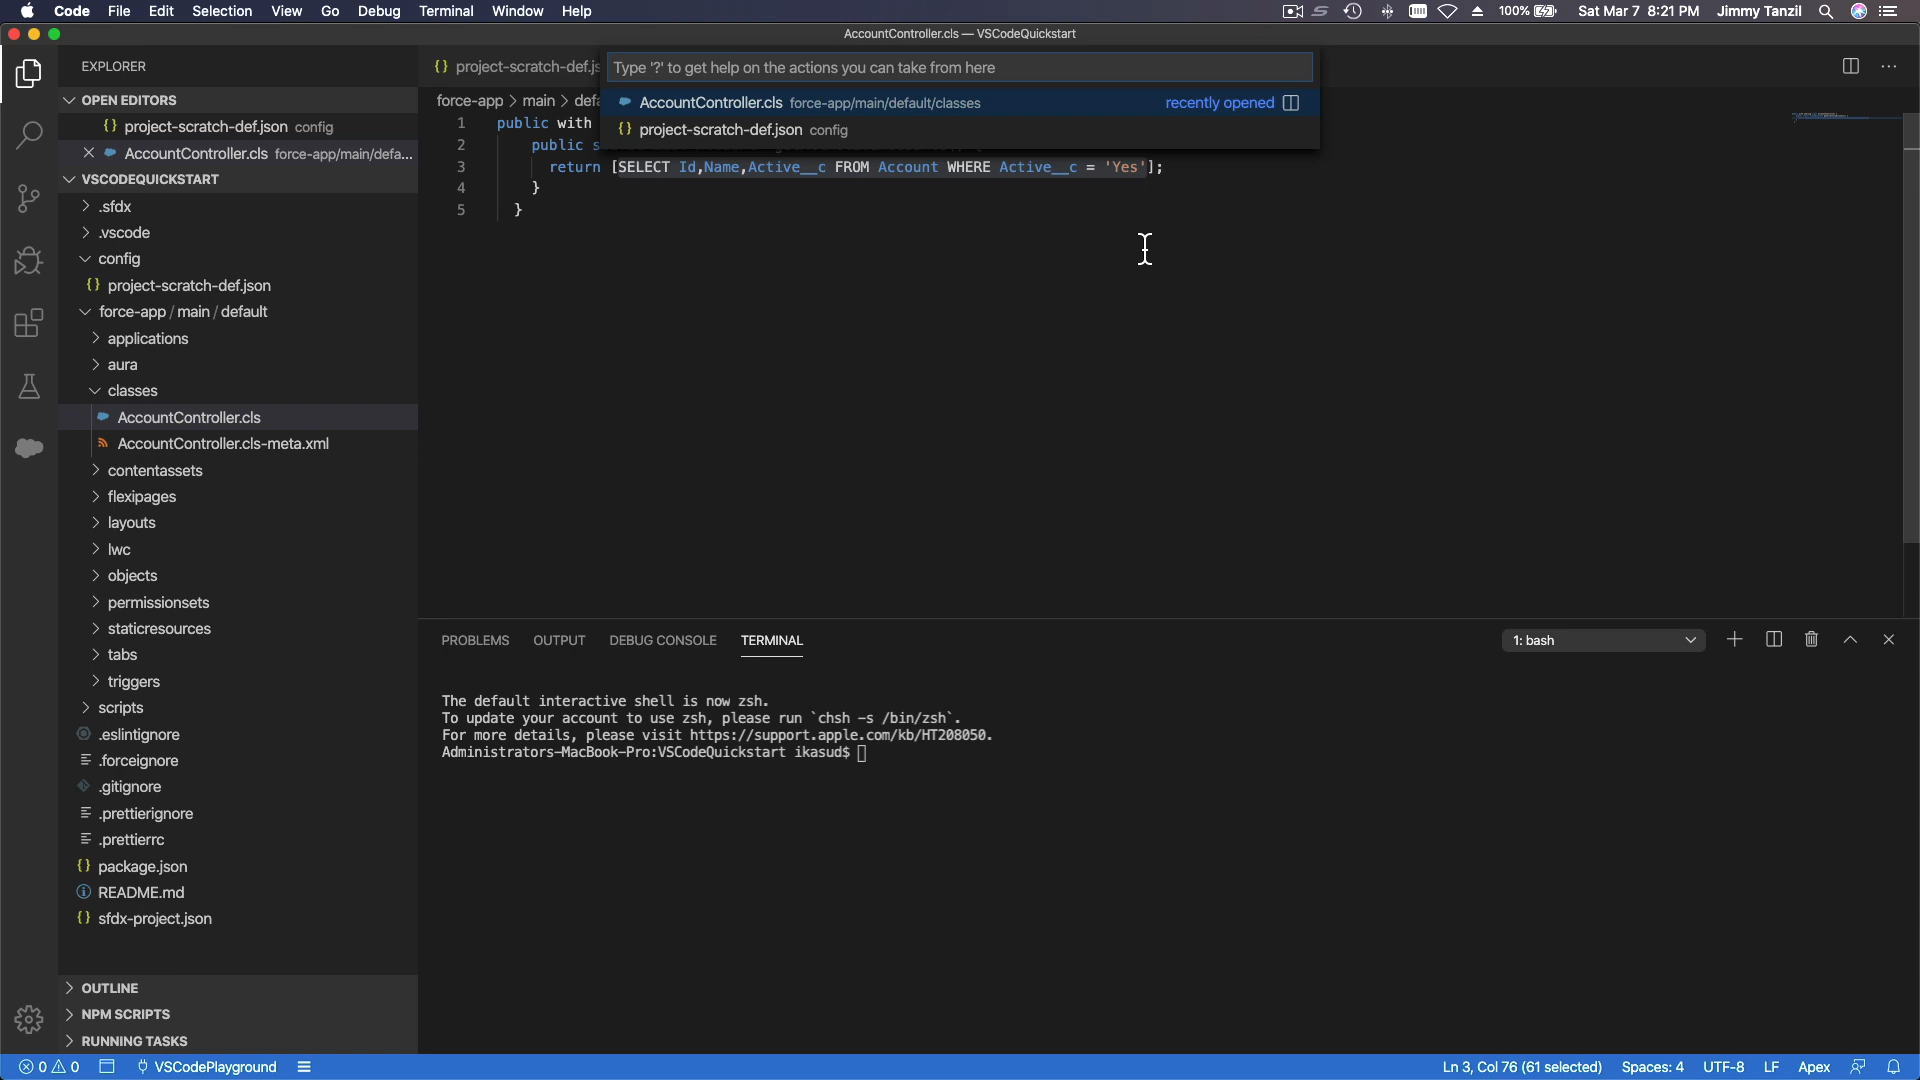 Code File Edit Selection View Go Debug Terminal Window Help
100% Sat Mar 7 8:21 PM Jimmy Tanzil
AccountController.cls — VSCodeQuickstart
EXPLORER
OPEN EDITORS
{} project-scratch-def.json config
AccountController.cls force-app/main/defa...
VSCODEQUICKSTART
.sfdx
.vscode
config
{} project-scratch-def.json
force-app / main / default
applications
aura
classes
AccountController.cls
AccountController.cls-meta.xml
contentassets
flexipages
layouts
lwc
objects
permissionsets
staticresources
tabs
triggers
scripts
.eslintignore
.forceignore
.gitignore
.prettierignore
.prettierrc
{} package.json
README.md
{} sfdx-project.json
OUTLINE
NPM SCRIPTS
RUNNING TASKS
{} project-scratch-def.js
Type '?' to get help on the actions you can take from here
AccountController.cls force-app/main/default/classes recently opened
{} project-scratch-def.json config
force-app > main > defa
1 public with
2 public s
3 return [SELECT Id,Name,Active__c FROM Account WHERE Active__c = 'Yes'];
4 }
5 }
PROBLEMS OUTPUT DEBUG CONSOLE TERMINAL
1: bash
The default interactive shell is now zsh.
To update your account to use zsh, please run `chsh -s /bin/zsh`.
For more details, please visit https://support.apple.com/kb/HT208050.
Administrators-MacBook-Pro:VSCodeQuickstart ikasud$
0 0 VSCodePlayground
Ln 3, Col 76 (61 selected) Spaces: 4 UTF-8 LF Apex